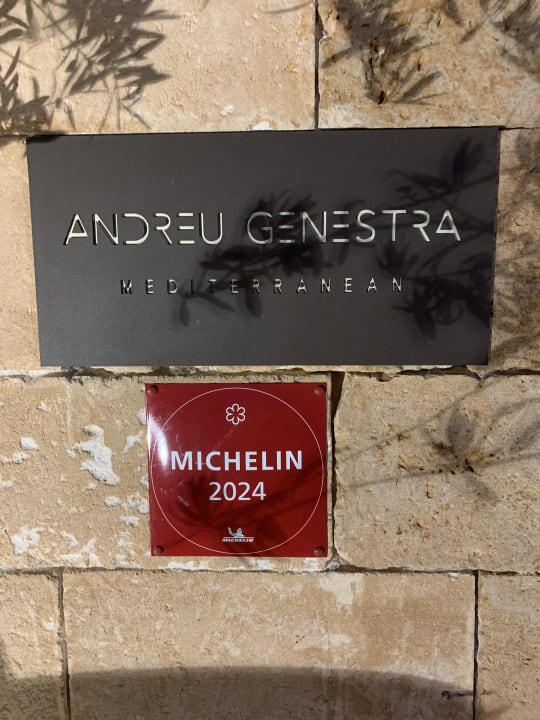 ANDREU GENESTRA
MEDITERRANEAN
MICHELIN
2024
MICHELIN